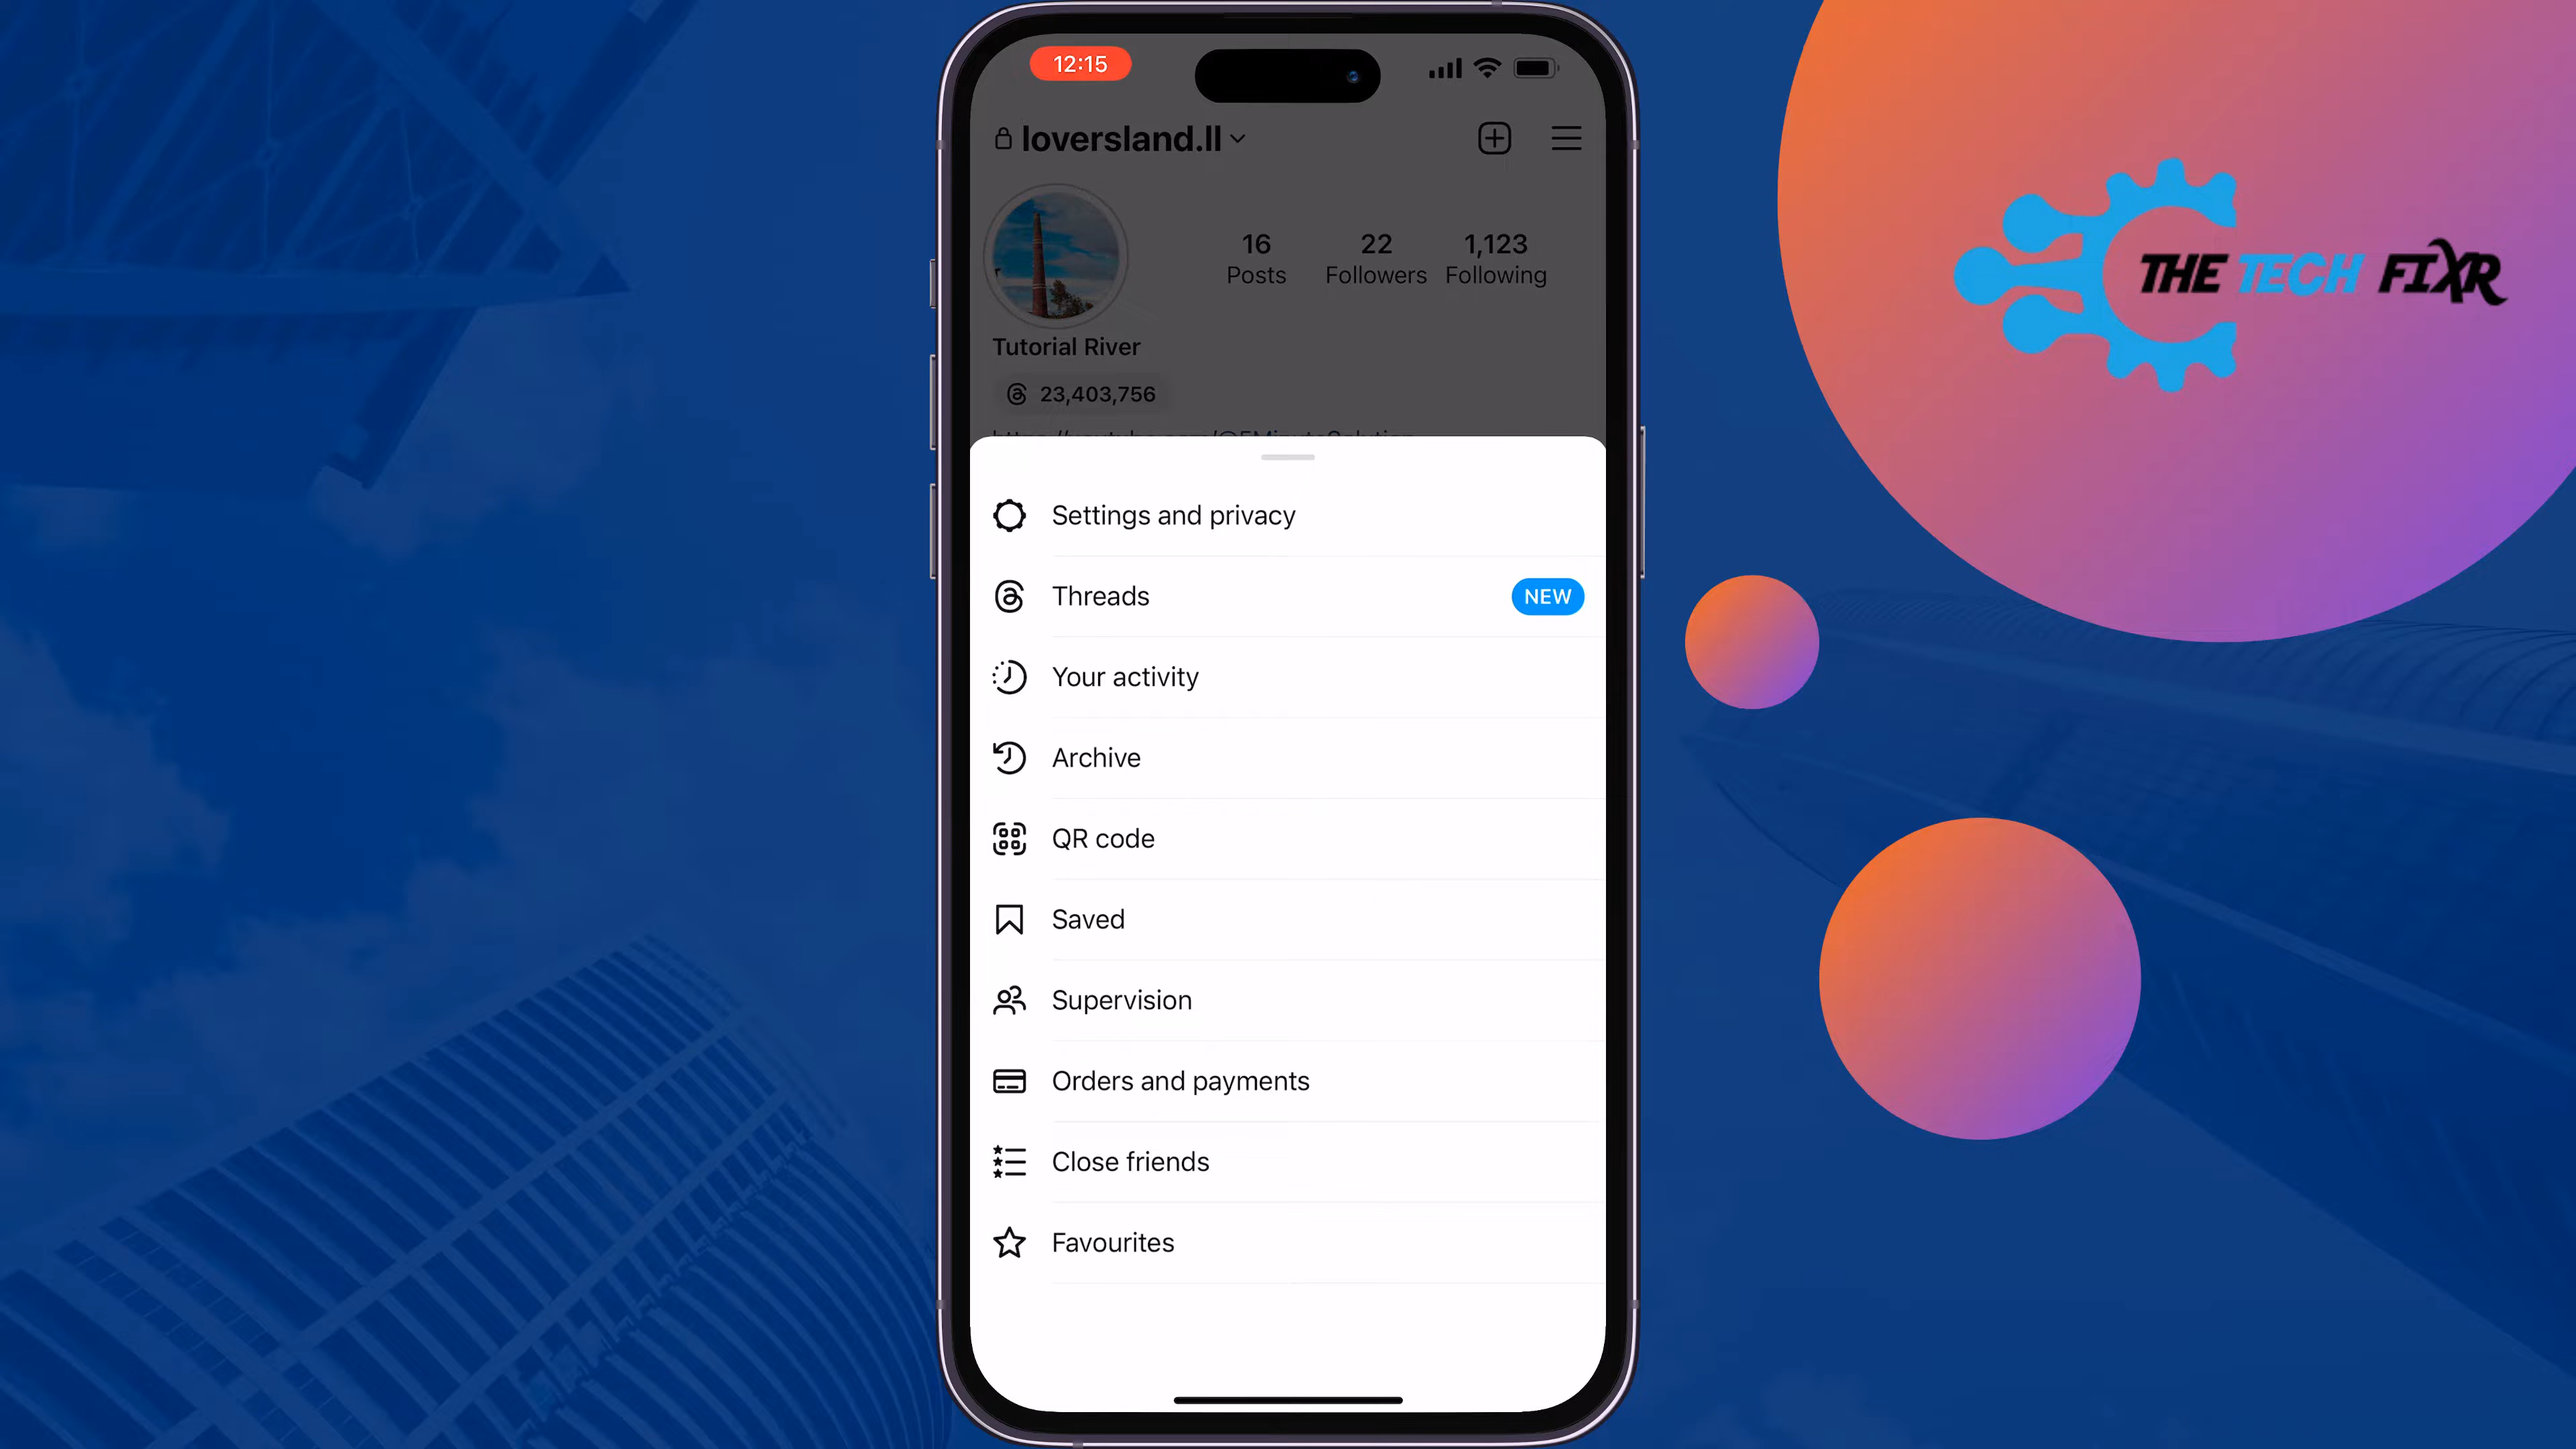 12:15
loversland.ll
16
22
1,123
Posts
Followers
Following
Tutorial River
23,403,756
Settings and privacy
Threads
NEW
Your activity
Archive
QR code
Saved
Supervision
Orders and payments
Close friends
Favourites
THE TECH FIXR